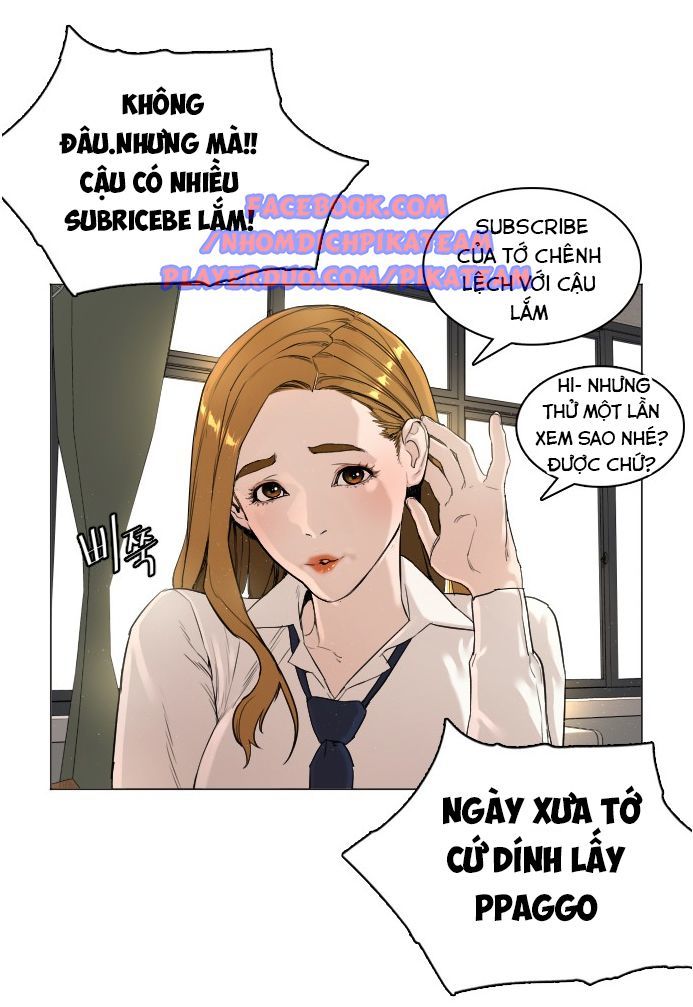 KHÔNG
ĐÂU.NHƯNG MÀ!!
CẬU CÓ NHIỀU
SUBRICEBE LẮM!
FACEBOOK.COM
/NHOMDICHPIKATEAM
PLAYERDUO.COM/PIKATEAM
SUBSCRIBE
CỦA TỚ CHÊNH
LỆCH VỚI CẬU
LẮM
HI- NHƯNG
THỬ MỘT LẦN
XEM SAO NHÉ?
ĐƯỢC CHỨ?
삐쭉
NGÀY XƯA TỚ
CỨ DÍNH LẤY
PPAGGO